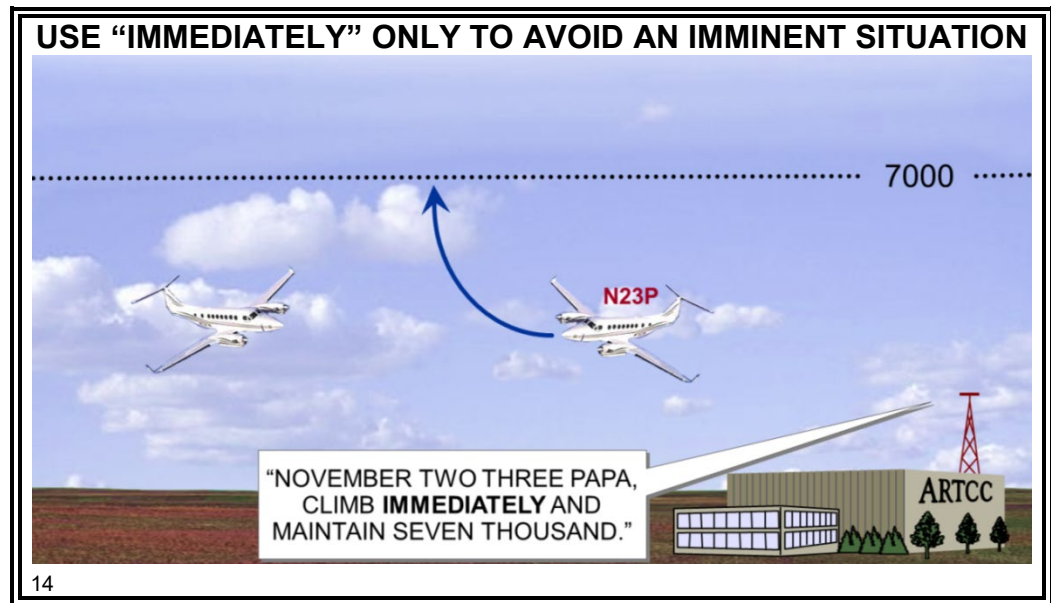 USE “IMMEDIATELY” ONLY TO AVOID AN IMMINENT SITUATION
7000
N23P
“NOVEMBER TWO THREE PAPA,
CLIMB IMMEDIATELY AND
MAINTAIN SEVEN THOUSAND.”
ARTCC
14